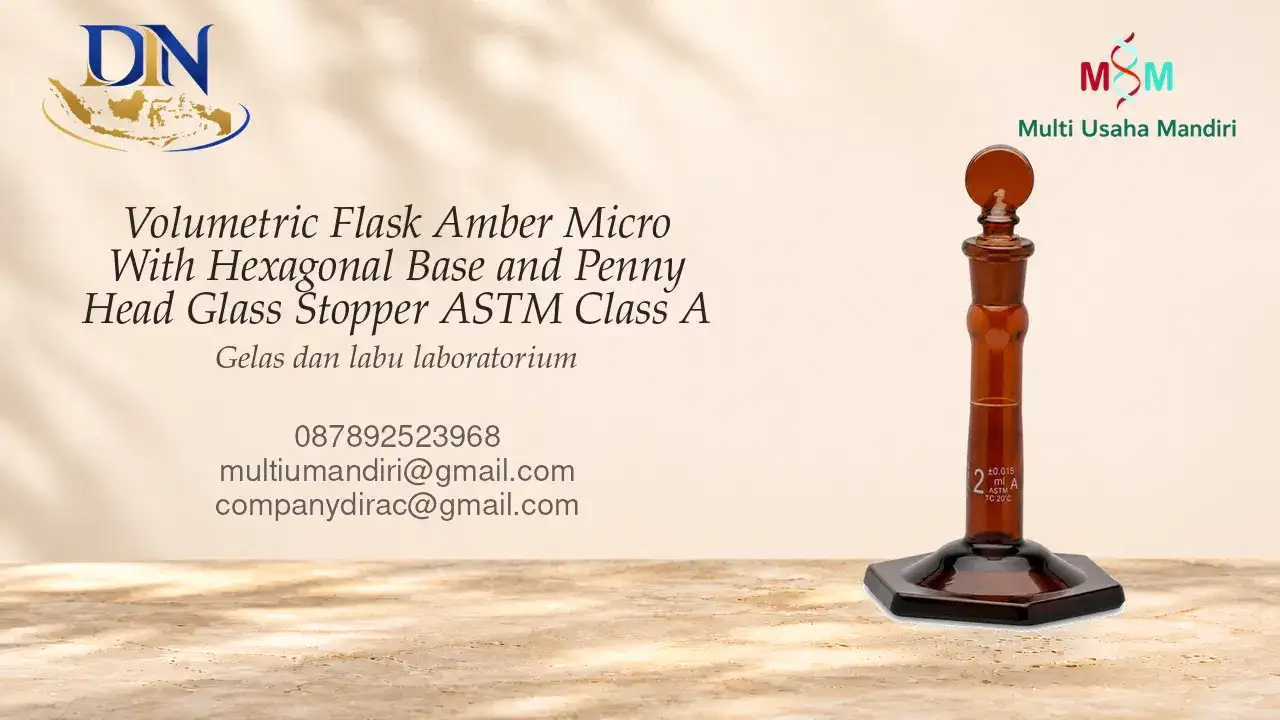 DIN
M M
Multi Usaha Mandiri
Volumetric Flask Amber Micro
With Hexagonal Base and Penny
Head Glass Stopper ASTM Class A
Gelas dan labu laboratorium
087892523968
multiumandiri@gmail.com
companydirac@gmail.com
2 ±0.015
ml A
ASTM
TC 20°C